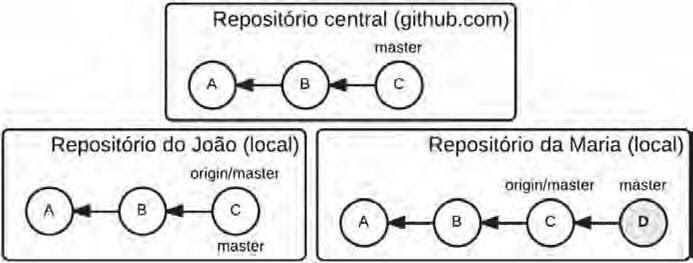 Repositório central (github.com)
master
A
B
C
Repositório do João (local)
origin/master
A
B
C
master
Repositório da Maria (local)
origin/master
master
A
B
C
D